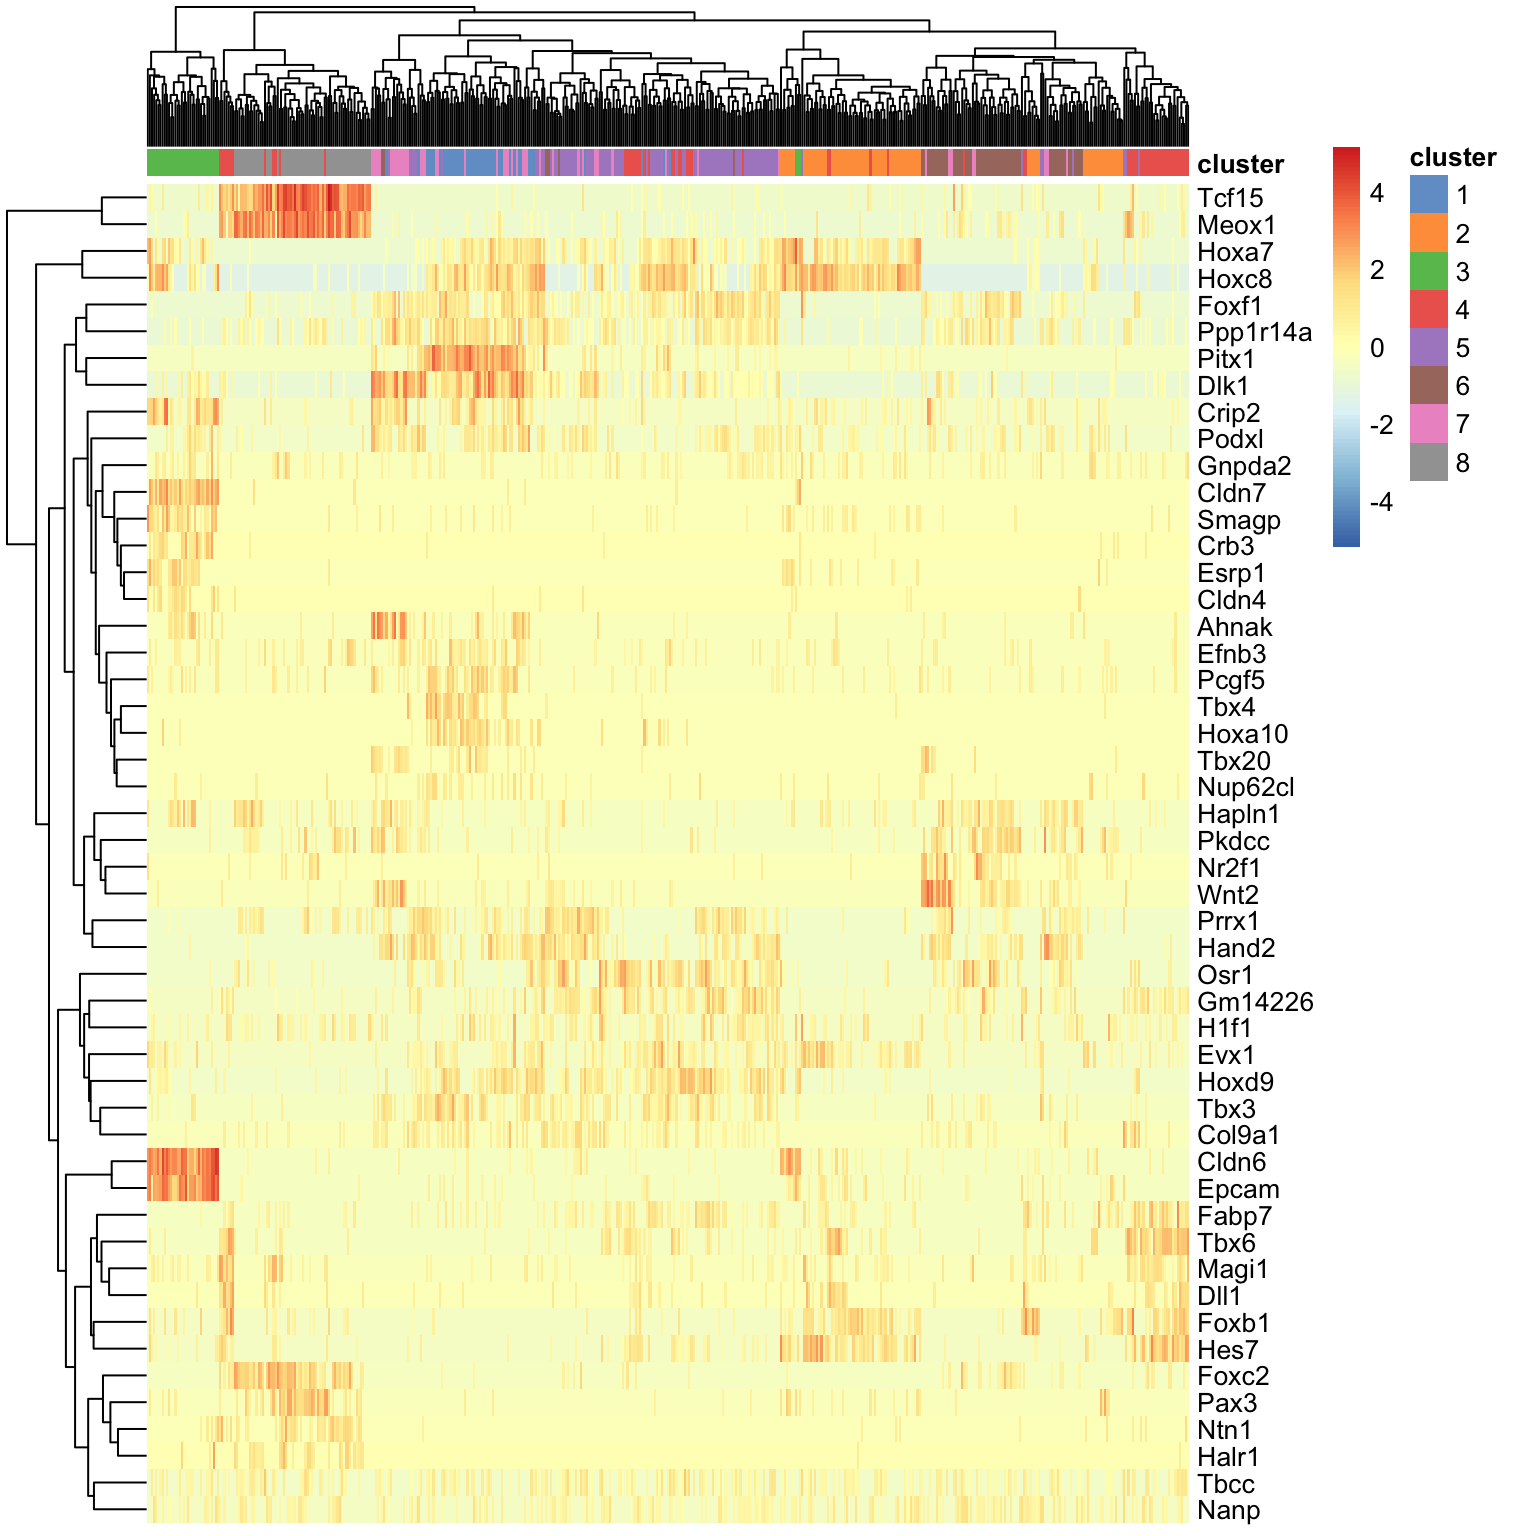 cluster
Tcf15
Meox1
Hoxa7
Hoxc8
Foxf1
Ppp1r14a
Pitx1
Dlk1
Crip2
Podxl
Gnpda2
Cldn7
Smagp
Crb3
Esrp1
Cldn4
Ahnak
Efnb3
Pcgf5
Tbx4
Hoxa10
Tbx20
Nup62cl
Hapln1
Pkdcc
Nr2f1
Wnt2
Prrx1
Hand2
Osr1
Gm14226
H1f1
Evx1
Hoxd9
Tbx3
Col9a1
Cldn6
Epcam
Fabp7
Tbx6
Magi1
Dll1
Foxb1
Hes7
Foxc2
Pax3
Ntn1
Halr1
Tbcc
Nanp
4
2
0
-2
-4
cluster
1
2
3
4
5
6
7
8